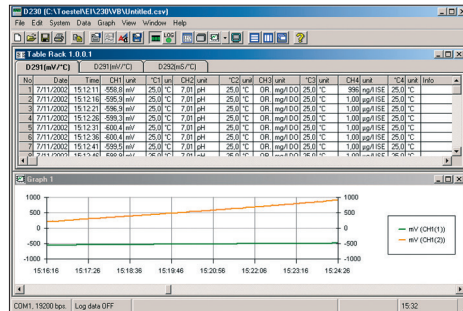 D230 [C:\Toestel\EI\230\VB\Untitled.csv]
File Edit System Data Graph View Window Help
Table Rack 1.0.0.1
D291(mV/°C) D291(mV/°C) D292(mS/°C)
No Date Time CH1 unit °C1 uni CH2 unit °C2 unit CH3 unit °C3 unit CH4 unit °C4 unit Info
1 7/11/2002 15:12:11 -558,8 mV 25,0 °C 7,01 pH 25,0 °C OR. mg/l DO 25,0 °C 996 mg/l ISE 25,0 °C
2 7/11/2002 15:12:16 -595,9 mV 25,0 °C 7,01 pH 25,0 °C OR. mg/l DO 25,0 °C 1,00 µg/l ISE 25,0 °C
3 7/11/2002 15:12:21 -596,9 mV 25,0 °C 7,01 pH 25,0 °C OR. mg/l DO 25,0 °C 1,00 µg/l ISE 25,0 °C
4 7/11/2002 15:12:26 -599,3 mV 25,0 °C 7,01 pH 25,0 °C OR. mg/l DO 25,0 °C 1,00 µg/l ISE 25,0 °C
5 7/11/2002 15:12:31 -600,4 mV 25,0 °C 7,01 pH 25,0 °C OR. mg/l DO 25,0 °C 1,00 µg/l ISE 25,0 °C
6 7/11/2002 15:12:36 -600,4 mV 25,0 °C 7,01 pH 25,0 °C OR. mg/l DO 25,0 °C 1,00 µg/l ISE 25,0 °C
7 7/11/2002 15:12:41 -599,5 mV 25,0 °C 7,01 pH 25,0 °C OR. mg/l DO 25,0 °C 1,00 µg/l ISE 25,0 °C
Graph 1
1000 1000
500 500
0 0
-500 -500
-1000 -1000
mV (CH1(1))
mV (CH1(2))
15:16:16 15:17:26 15:18:36 15:19:46 15:20:56 15:22:06 15:23:16 15:24:26
COM1, 19200 bps. Log data OFF 15:32